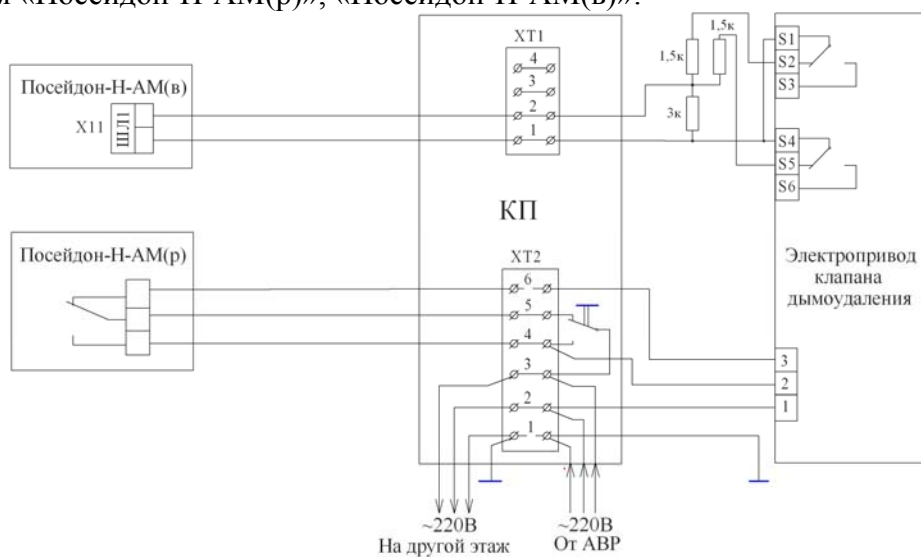 «Посейдон-Н-АМ(р)», «Посейдон-Н-АМ(в)».
Посейдон-Н-АМ(в)
X11
ШЛ1
XT1
4
3
2
1
1,5к
1,5к
3к
S1
S2
S3
S4
S5
S6
КП
Посейдон-Н-АМ(р)
XT2
6
5
4
3
2
1
Электропривод
клапана
дымоудаления
3
2
1
~220В
На другой этаж
~220В
От АВР